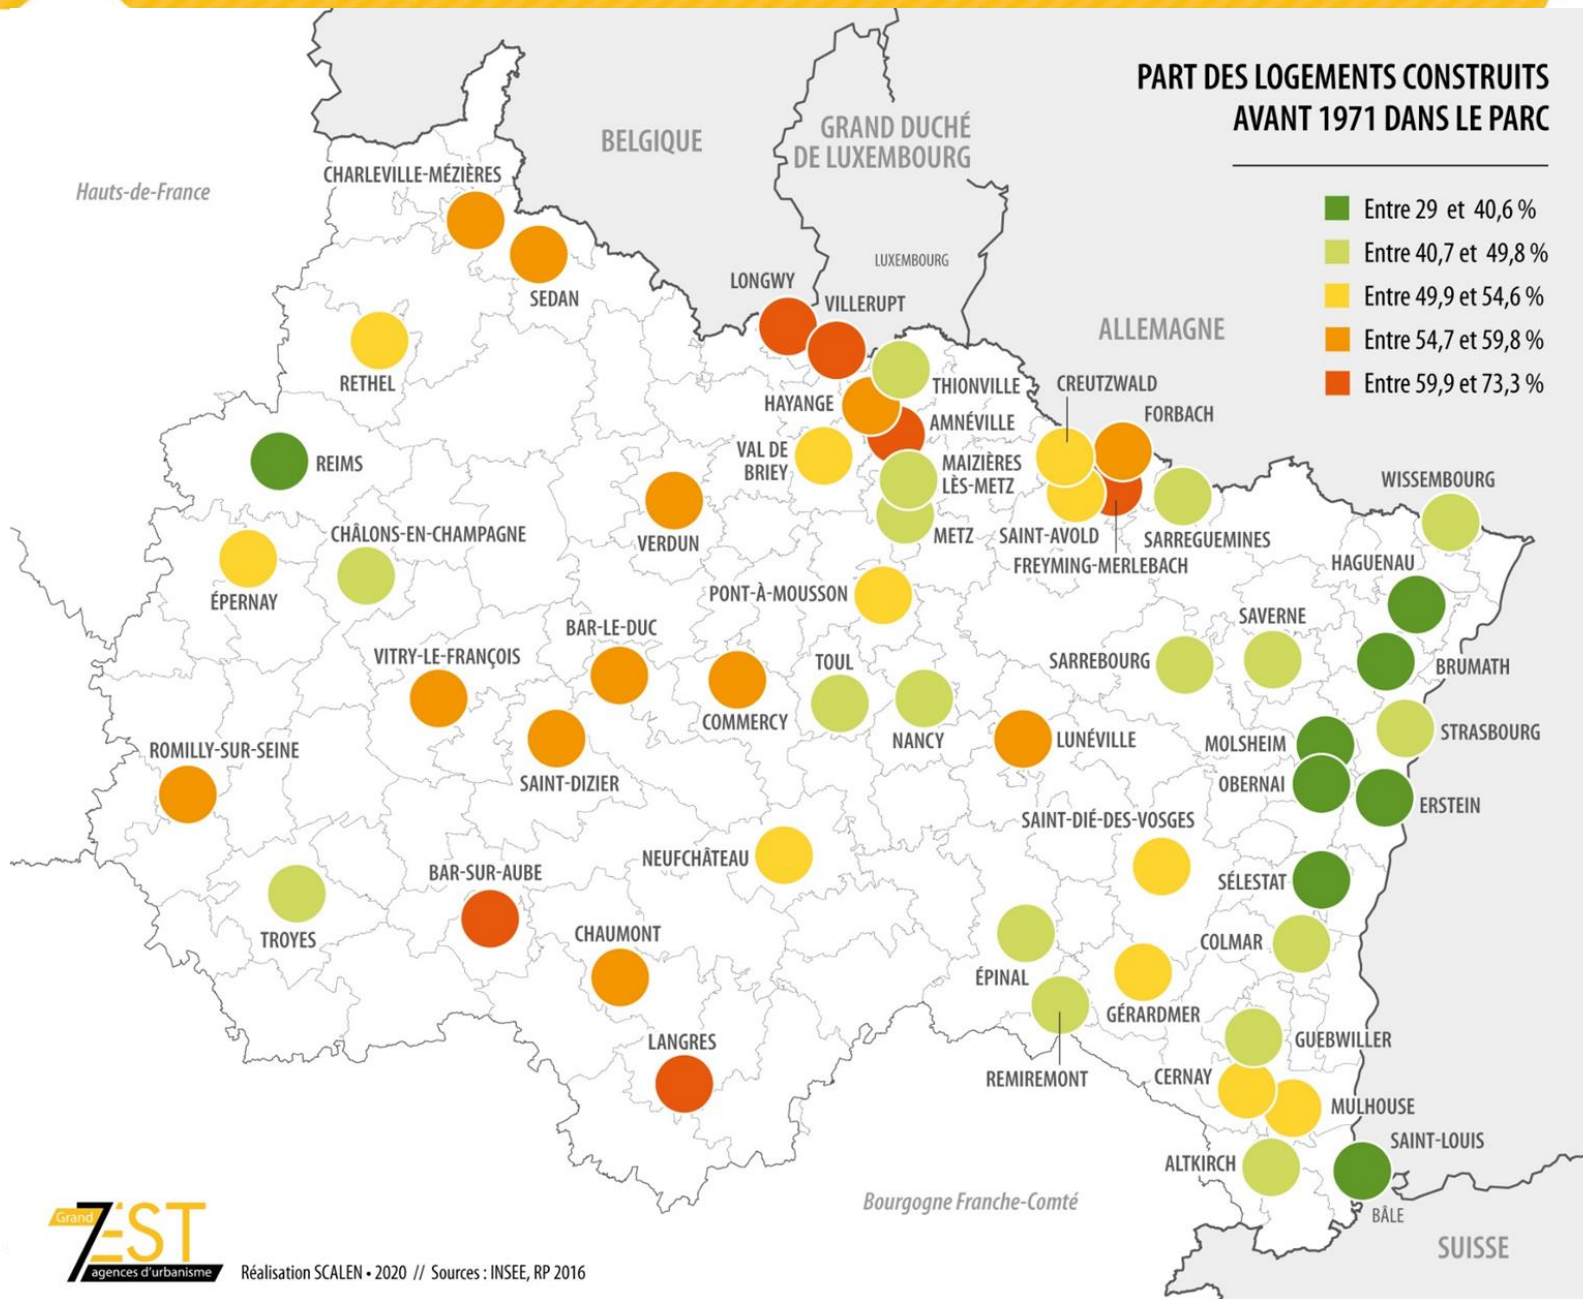 PART DES LOGEMENTS CONSTRUITS
AVANT 1971 DANS LE PARC
Entre 29 et 40,6 %
Entre 40,7 et 49,8 %
Entre 49,9 et 54,6 %
Entre 54,7 et 59,8 %
Entre 59,9 et 73,3 %
BELGIQUE
GRAND DUCHÉ
DE LUXEMBOURG
Hauts-de-France
CHARLEVILLE-MÉZIÈRES
LUXEMBOURG
SEDAN
LONGWY
VILLERUPT
ALLEMAGNE
RETHEL
THIONVILLE
CREUTZWALD
HAYANGE
FORBACH
AMNÉVILLE
VAL DE
BRIEY
MAIZIÈRES
LÈS-METZ
REIMS
WISSEMBOURG
CHÂLONS-EN-CHAMPAGNE
VERDUN
METZ
SAINT-AVOLD
SARREGUEMINES
FREYMING-MERLEBACH
HAGUENAU
ÉPERNAY
PONT-À-MOUSSON
SAVERNE
BAR-LE-DUC
VITRY-LE-FRANÇOIS
TOUL
SARREBOURG
BRUMATH
COMMERCY
NANCY
LUNÉVILLE
MOLSHEIM
STRASBOURG
ROMILLY-SUR-SEINE
SAINT-DIZIER
OBERNAI
ERSTEIN
SAINT-DIÉ-DES-VOSGES
NEUFCHÂTEAU
BAR-SUR-AUBE
SÉLESTAT
TROYES
CHAUMONT
COLMAR
ÉPINAL
GÉRARDMER
LANGRES
GUEBWILLER
REMIREMONT
CERNAY
MULHOUSE
SAINT-LOUIS
ALTKIRCH
Bourgogne Franche-Comté
BÂLE
SUISSE
Grand
7EST
agences d'urbanisme
Réalisation SCALEN • 2020 // Sources : INSEE, RP 2016